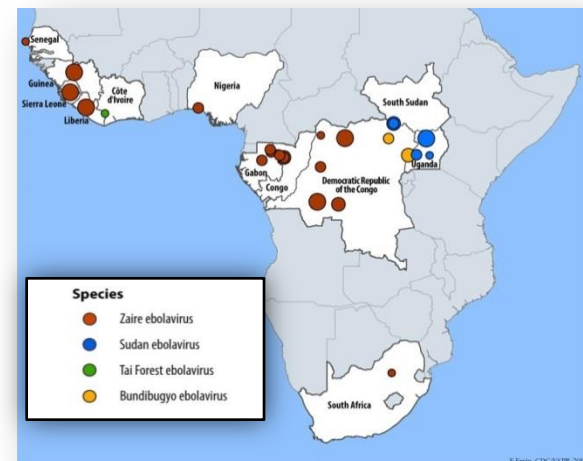 Senegal
Guinea
Sierra Leone
Côte
d'Ivoire
Liberia
Nigeria
South Sudan
Uganda
Gabon
Congo
Democratic Republic
of the Congo
South Africa
Species
Zaire ebolavirus
Sudan ebolavirus
Tai Forest ebolavirus
Bundibugyo ebolavirus